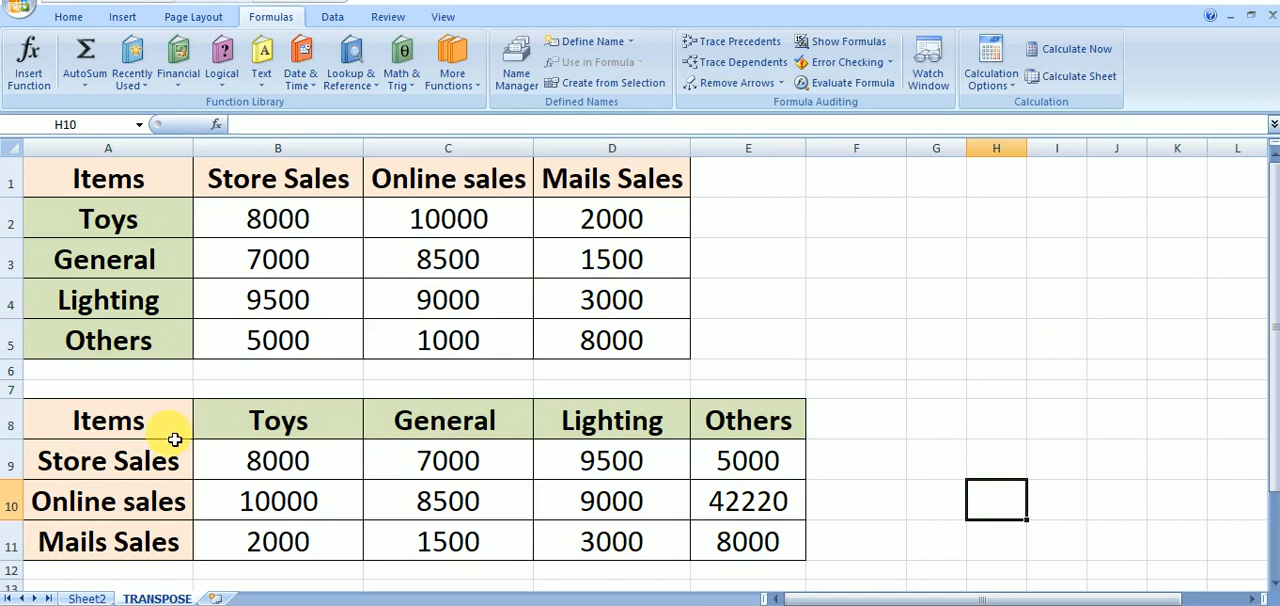 Home Insert Page Layout Formulas Data Review View
fx Σ A ? θ
Insert Function AutoSum Recently Used Financial Logical Text Date & Time Lookup & Reference Math & Trig More Functions
Name Manager Define Name Use in Formula Create from Selection
Trace Precedents Trace Dependents Remove Arrows Show Formulas Error Checking Evaluate Formula
Watch Window Calculation Options Calculate Now Calculate Sheet
Function Library Defined Names Formula Auditing Calculation
H10 fx
A B C D E F G H I J K L
1 Items Store Sales Online sales Mails Sales
2 Toys 8000 10000 2000
3 General 7000 8500 1500
4 Lighting 9500 9000 3000
5 Others 5000 1000 8000
6
7
8 Items Toys General Lighting Others
9 Store Sales 8000 7000 9500 5000
10 Online sales 10000 8500 9000 42220
11 Mails Sales 2000 1500 3000 8000
12
13
Sheet2 TRANSPOSE